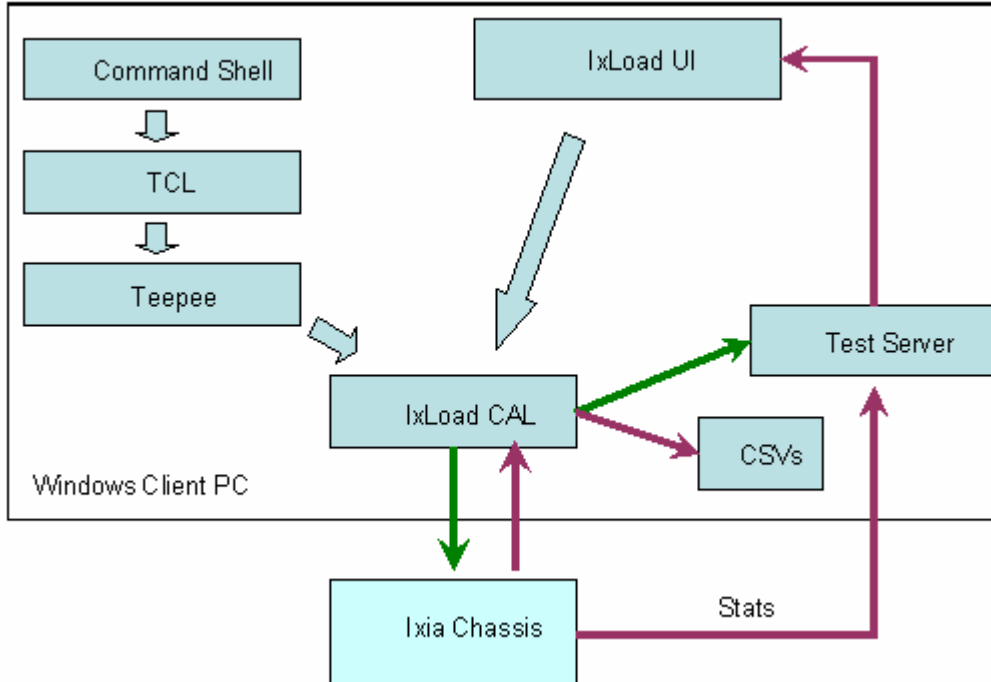 Command Shell
IxLoad UI
TCL
Teepee
Test Server
IxLoad CAL
CSVs
Windows Client PC
Ixia Chassis
Stats